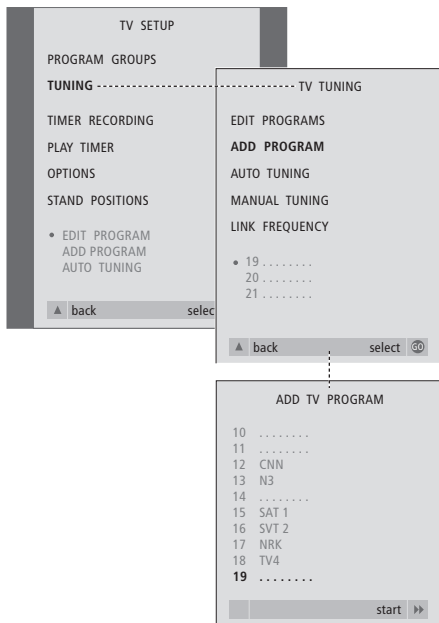 TV SETUP
PROGRAM GROUPS
TUNING
TIMER RECORDING
PLAY TIMER
OPTIONS
STAND POSITIONS
• EDIT PROGRAM
ADD PROGRAM
AUTO TUNING
▲ back selec
TV TUNING
EDIT PROGRAMS
ADD PROGRAM
AUTO TUNING
MANUAL TUNING
LINK FREQUENCY
• 19 ........
20 ........
21 ........
▲ back select GO
ADD TV PROGRAM
10 ........
11 ........
12 CNN
13 N3
14 ........
15 SAT 1
16 SVT 2
17 NRK
18 TV4
19 ........
start